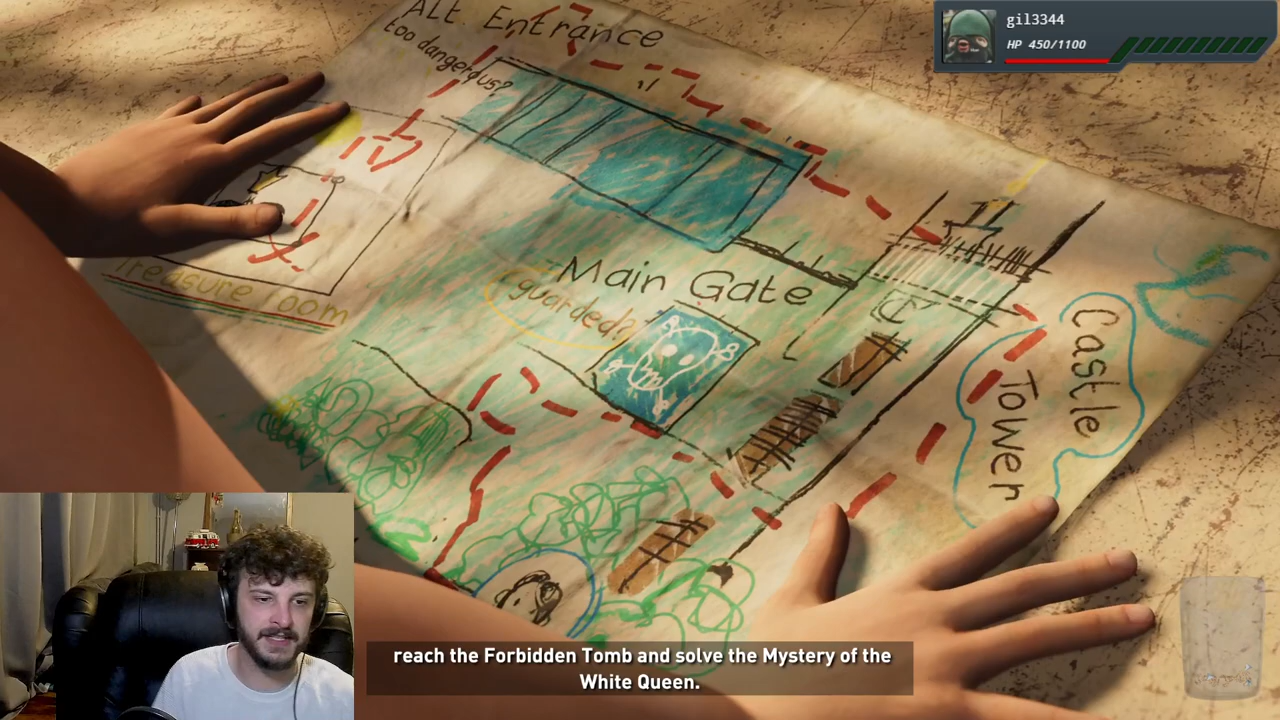 gil3344
HP 450/1100
Alt. Entrance
too dangerous?
Treasure room
Main Gate
guarded?
Castle
Tower
reach the Forbidden Tomb and solve the Mystery of the
White Queen.